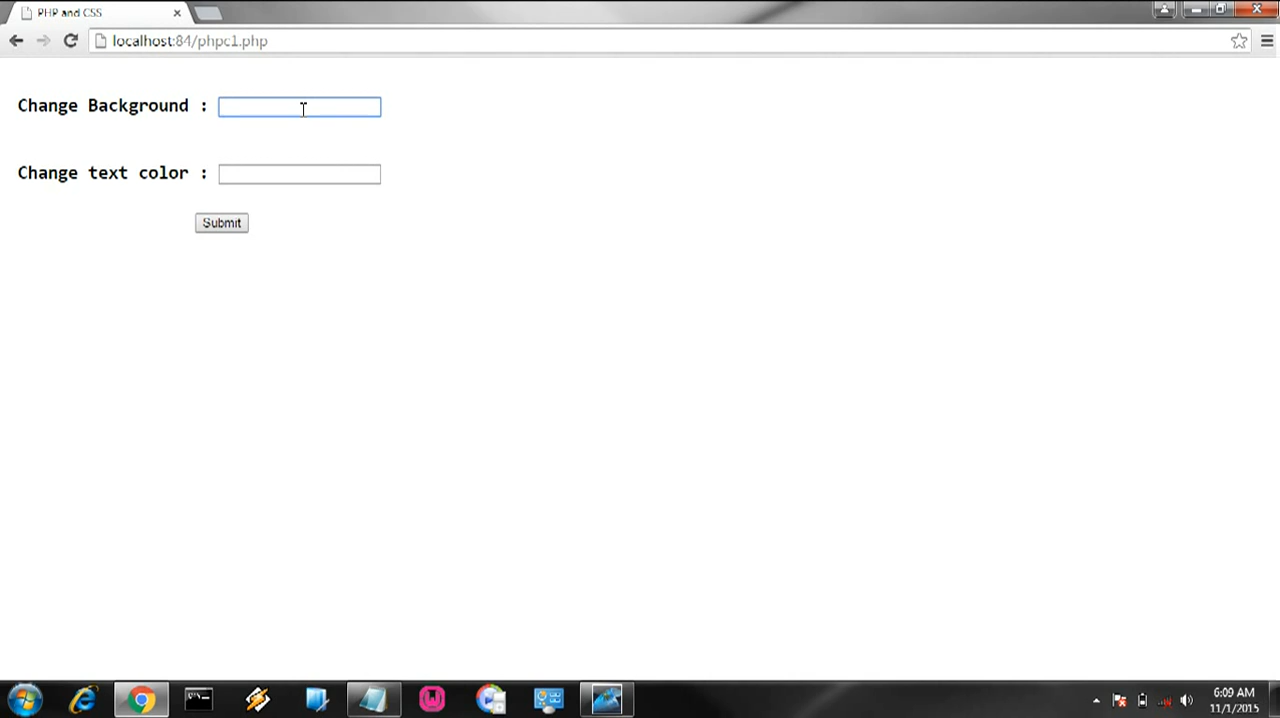 PHP and CSS
localhost:84/phpc1.php
Change Background :
Change text color :
Submit
6:09 AM
11/1/2015